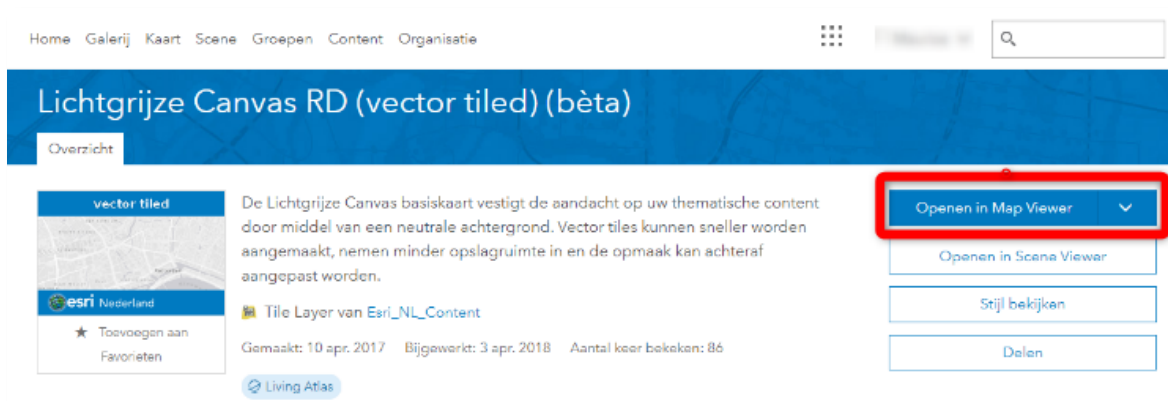 Home Galerij Kaart Scene Groepen Content Organisatie
Lichtgrijze Canvas RD (vector tiled) (bèta)
Overzicht
vector tiled
esri Nederland
Toevoegen aan
Favorieten
De Lichtgrijze Canvas basiskaart vestigt de aandacht op uw thematische content
door middel van een neutrale achtergrond. Vector tiles kunnen sneller worden
aangemaakt, nemen minder opslagruimte in en de opmaak kan achteraf
aangepast worden.
Tile Layer van Esri_NL_Content
Gemaakt: 10 apr. 2017 Bijgewerkt: 3 apr. 2018 Aantal keer bekeken: 86
Living Atlas
Openen in Map Viewer
Openen in Scene Viewer
Stijl bekijken
Delen